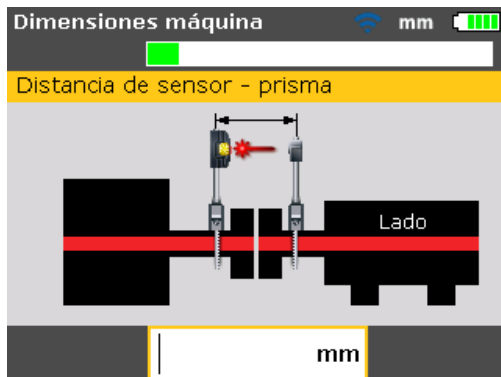 Dimensiones máquina mm
Distancia de sensor - prisma
Lado
mm